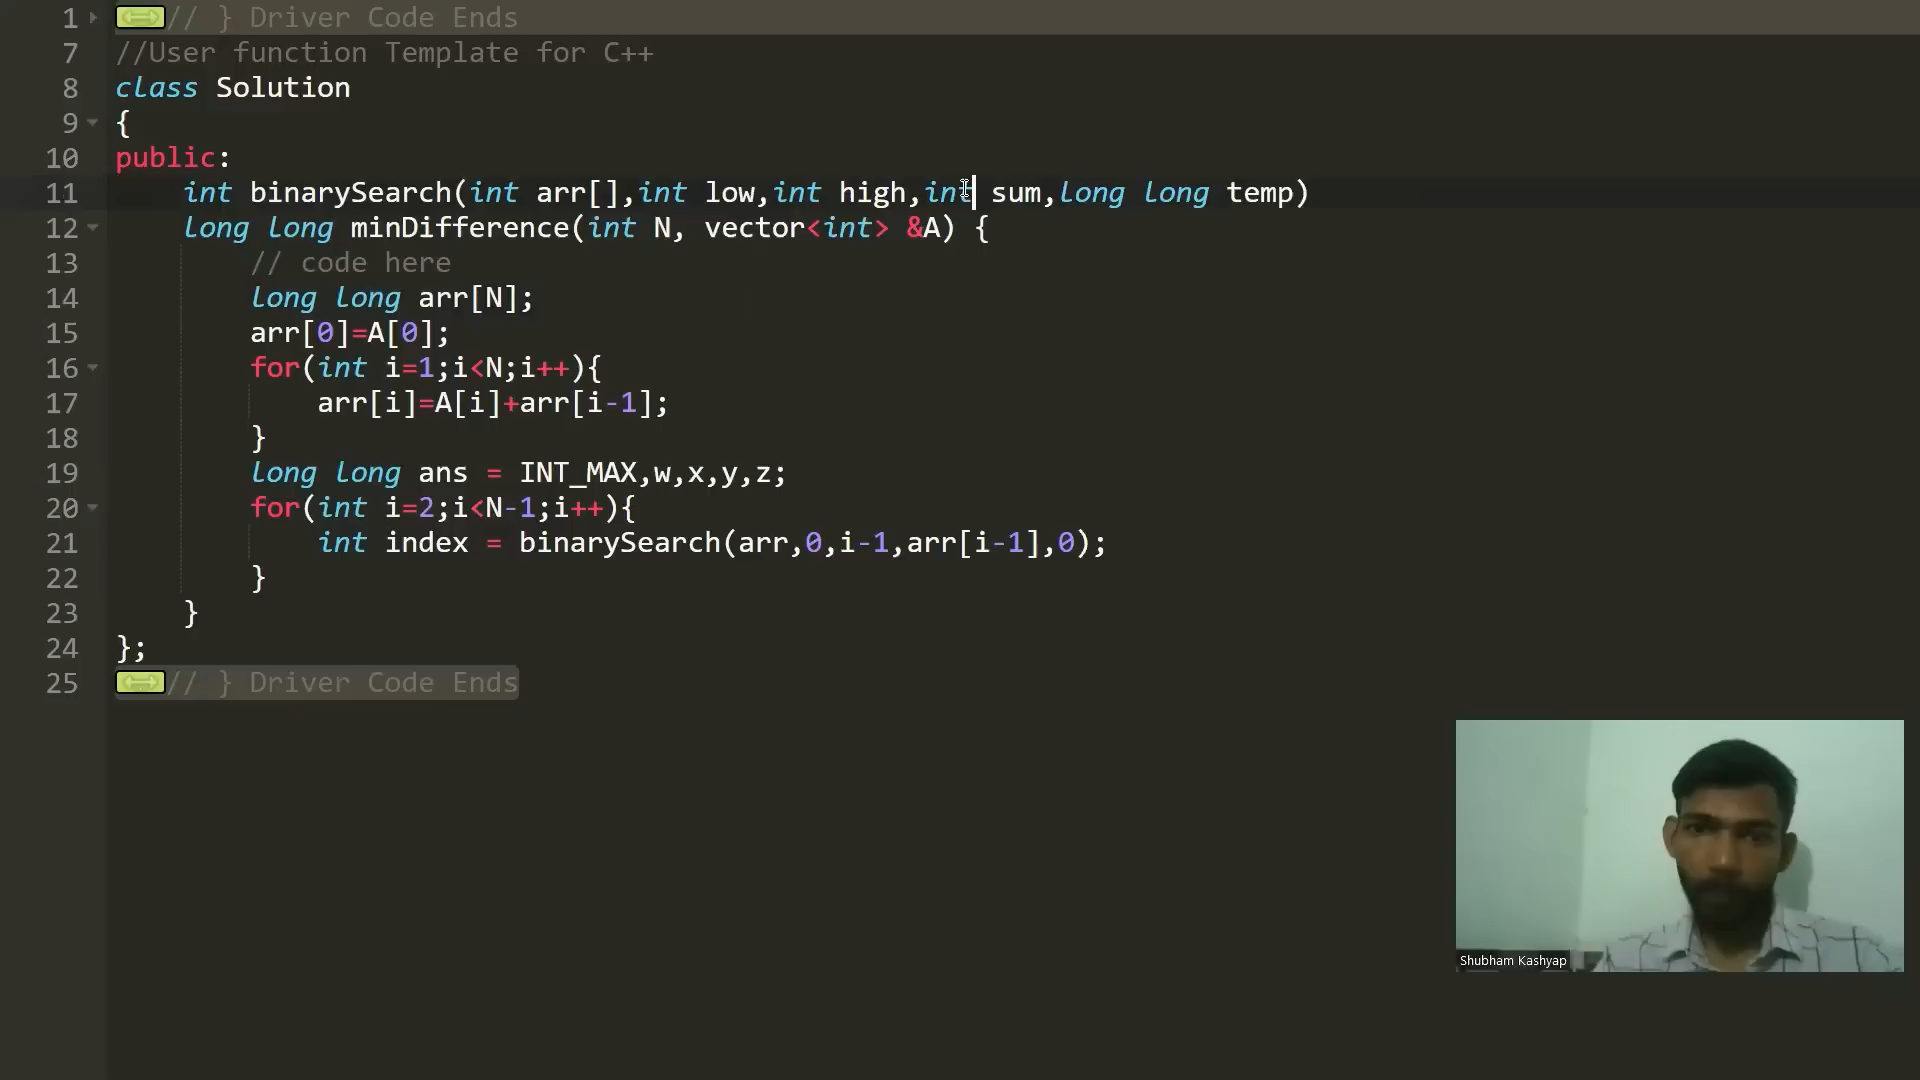 1 // } Driver Code Ends
7 //User function Template for C++
8 class Solution
9 {
10 public:
11 int binarySearch(int arr[],int low,int high,int sum,long long temp)
12 long long minDifference(int N, vector<int> &A) {
13 // code here
14 long long arr[N];
15 arr[0]=A[0];
16 for(int i=1;i<N;i++){
17 arr[i]=A[i]+arr[i-1];
18 }
19 long long ans = INT_MAX,w,x,y,z;
20 for(int i=2;i<N-1;i++){
21 int index = binarySearch(arr,0,i-1,arr[i-1],0);
22 }
23 }
24 };
25 // } Driver Code Ends
Shubham Kashyap